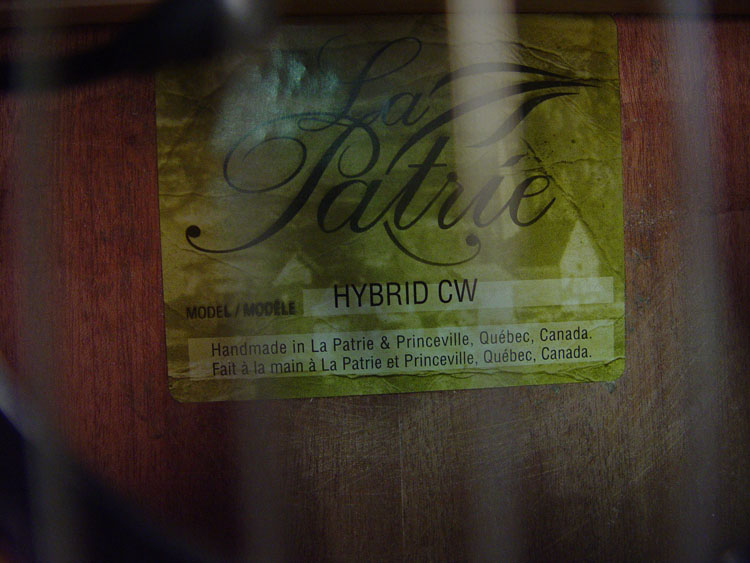 La
Patrie
MODEL / MODÈLE HYBRID CW
Handmade in La Patrie & Princeville, Québec, Canada.
Fait à la main à La Patrie et Princeville, Québec, Canada.